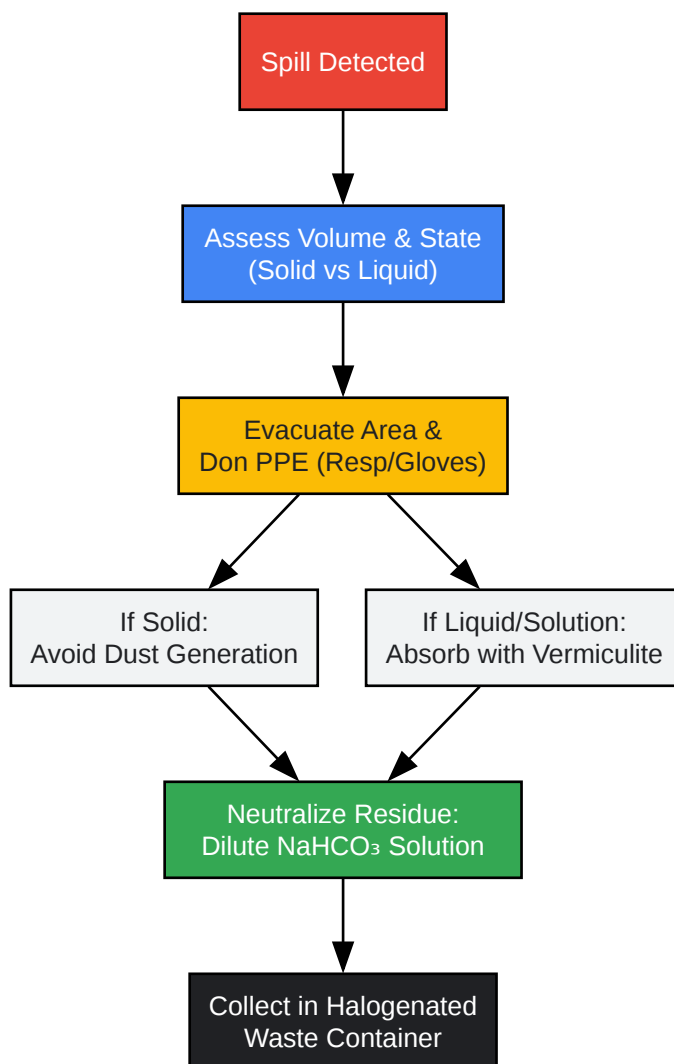 Spill Detected
Assess Volume & State
(Solid vs Liquid)
Evacuate Area &
Don PPE (Resp/Gloves)
If Solid:
Avoid Dust Generation
If Liquid/Solution:
Absorb with Vermiculite
Neutralize Residue:
Dilute NaHCO₃ Solution
Collect in Halogenated
Waste Container